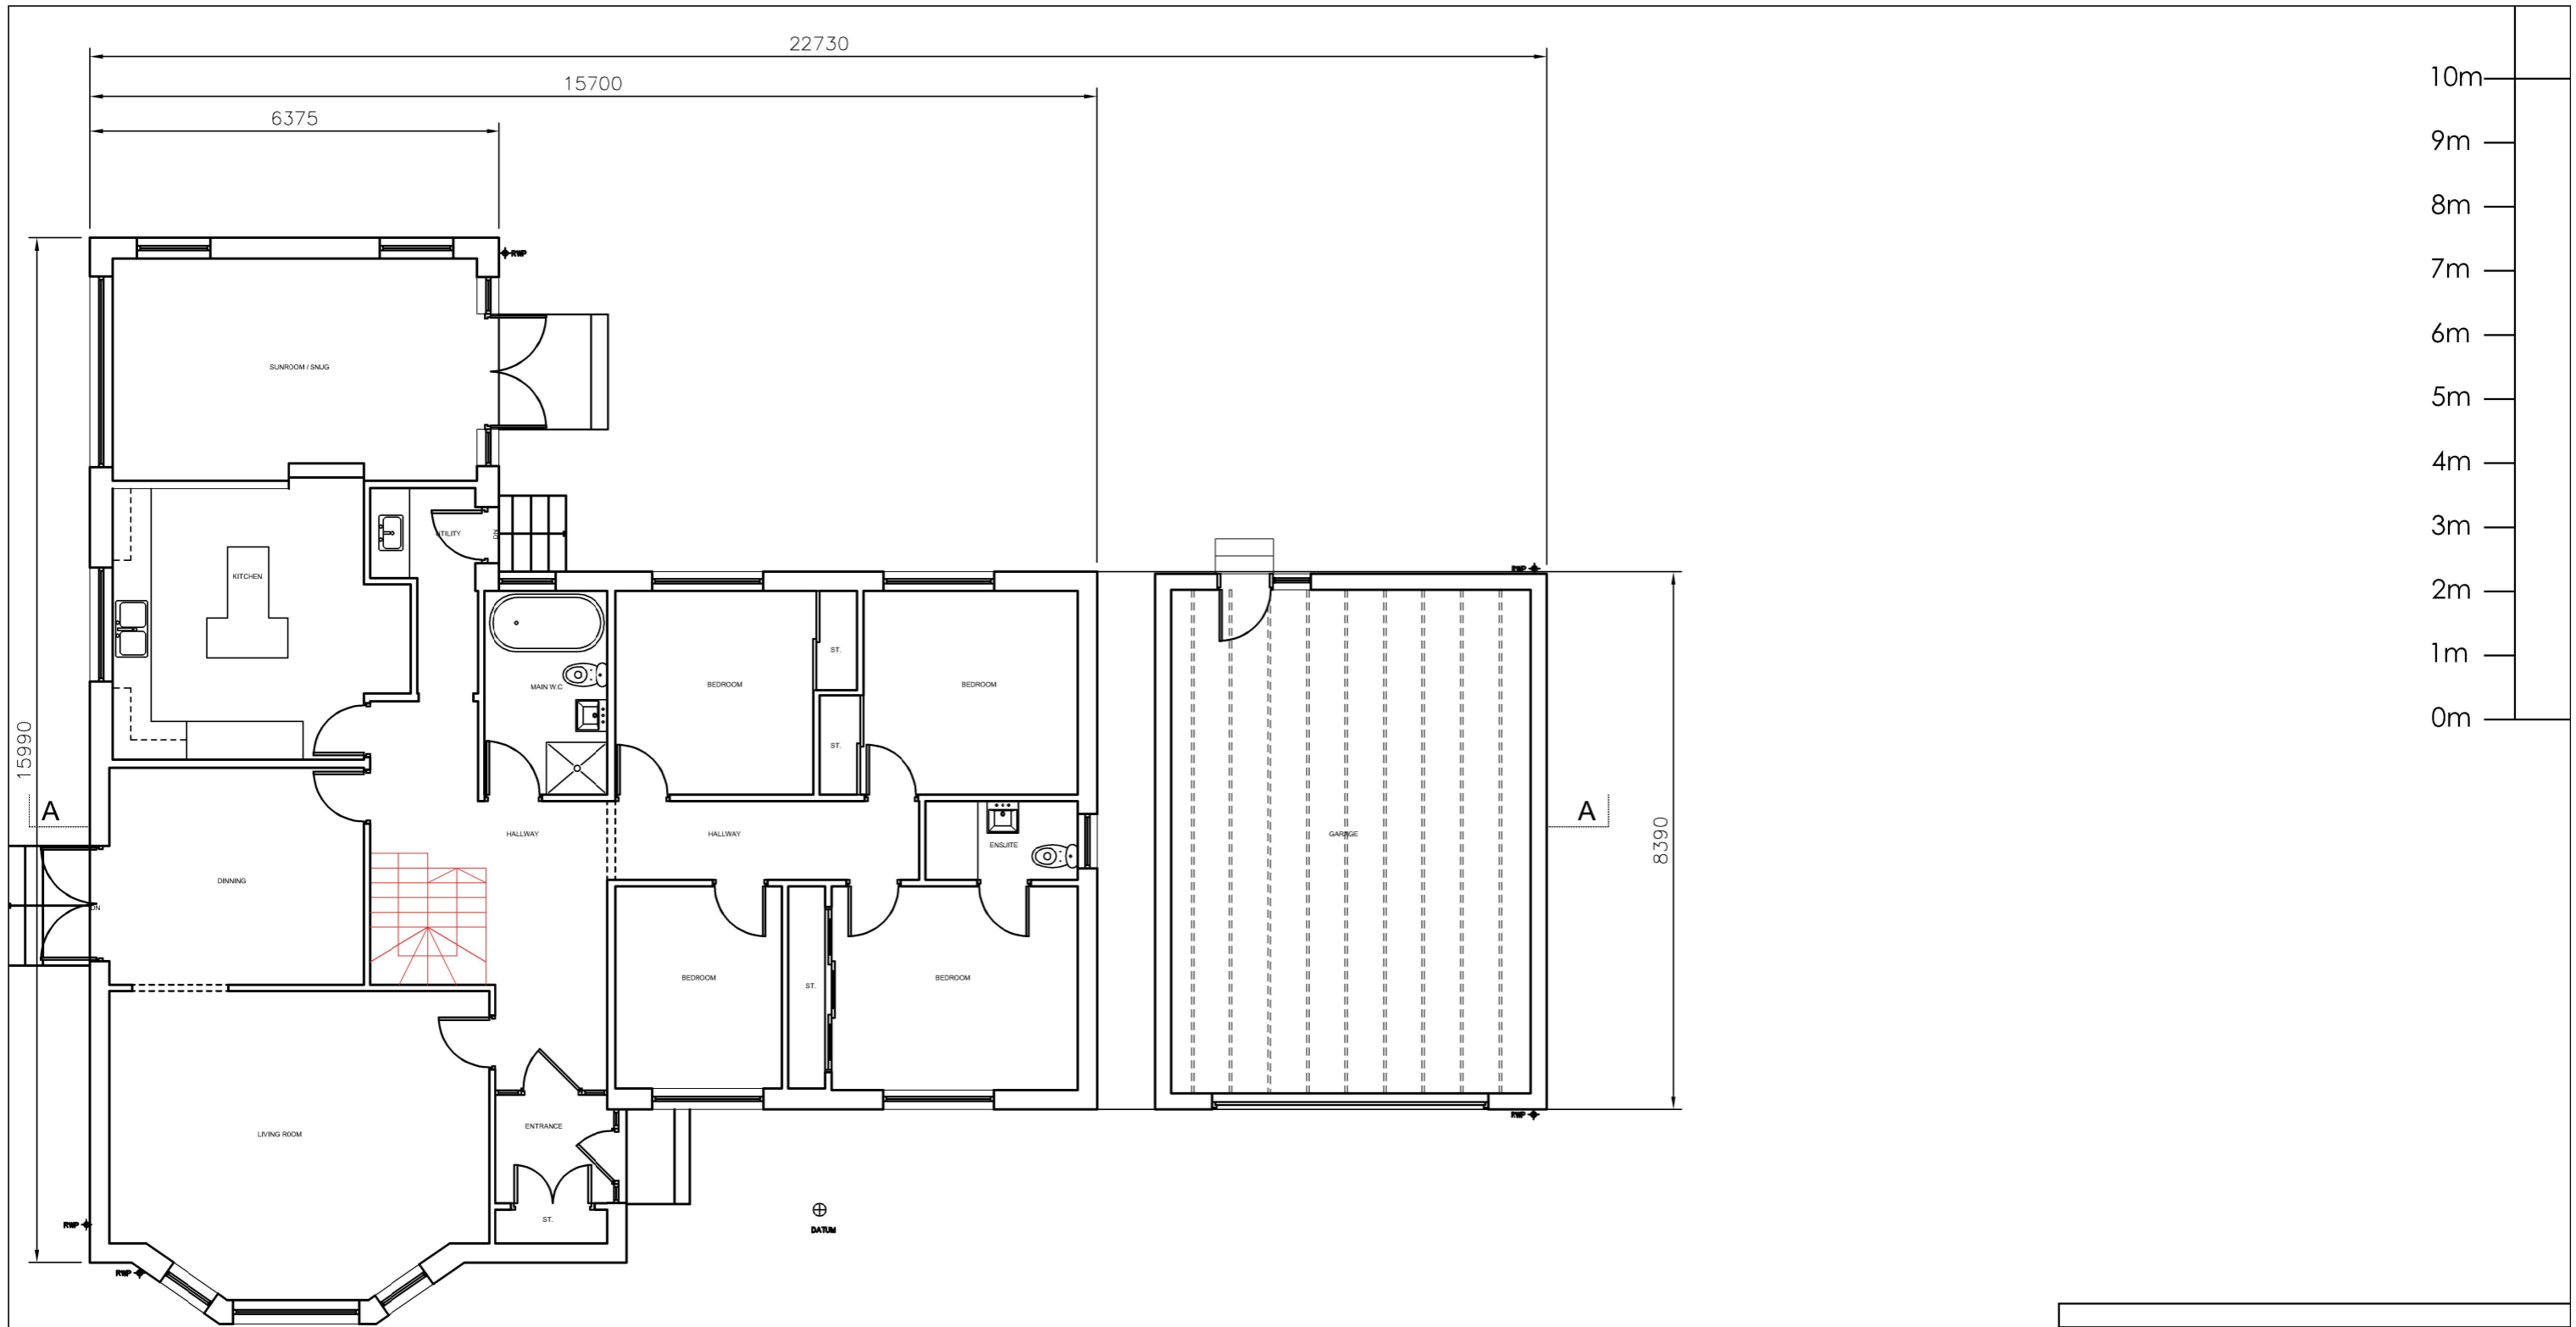 22730
15700
10m
6375
9m
8m
RWP
7m
6m
SUNROOM / SNUG
5m
4m
3m
UTILITY
DN
RWP
KITCHEN
2m
ST.
1m
MAIN W.C
BEDROOM
BEDROOM
0m
15990
ST.
A
A
HALLWAY
HALLWAY
GARAGE
8390
ENSUITE
DINNING
DN
BEDROOM
BEDROOM
ST.
RWP
ENTRANCE
LIVING ROOM
ST.
RWP
DATUM
RWP